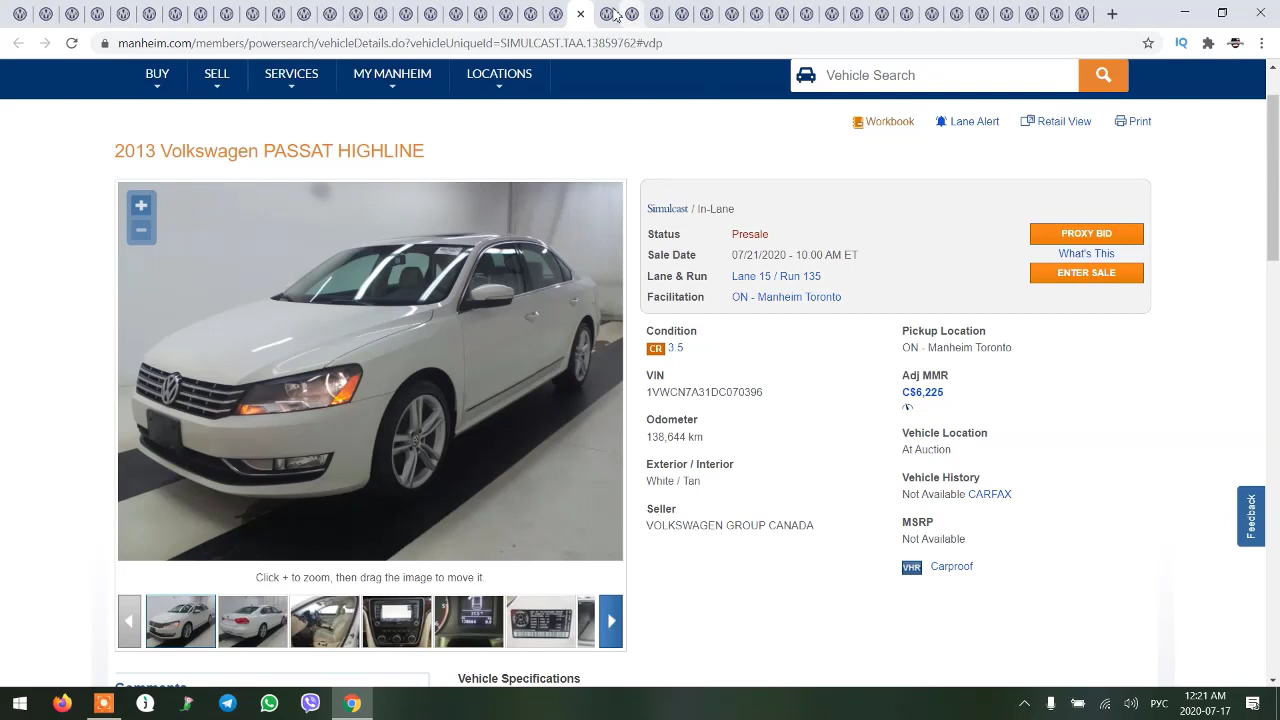 manheim.com/members/powersearch/vehicleDetails.do?vehicleUniqueId=SIMULCAST.TAA.13859762#vdp
BUY SELL SERVICES MY MANHEIM LOCATIONS Vehicle Search
Workbook Lane Alert Retail View Print
2013 Volkswagen PASSAT HIGHLINE
Simulcast / In-Lane
Status Presale PROXY BID
Sale Date 07/21/2020 - 10:00 AM ET What's This
Lane & Run Lane 15 / Run 135 ENTER SALE
Facilitation ON - Manheim Toronto
Condition
CR 3.5
VIN
1VWCN7A31DC070396
Odometer
138,644 km
Exterior / Interior
White / Tan
Seller
VOLKSWAGEN GROUP CANADA
Pickup Location
ON - Manheim Toronto
Adj MMR
C$6,225
Vehicle Location
At Auction
Vehicle History
Not Available CARFAX
MSRP
Not Available
VHR Carproof
Feedback
Click + to zoom, then drag the image to move it.
Comments
Vehicle Specifications
РУС
12:21 AM
2020-07-17